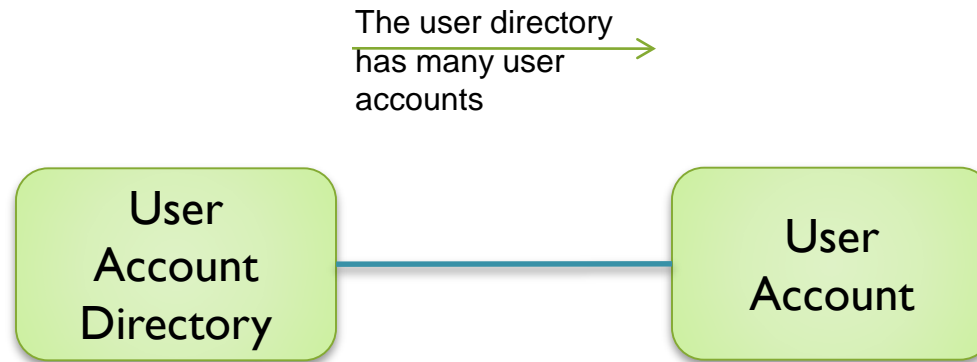 The user directory
has many user
accounts
User
Account
Directory
User
Account